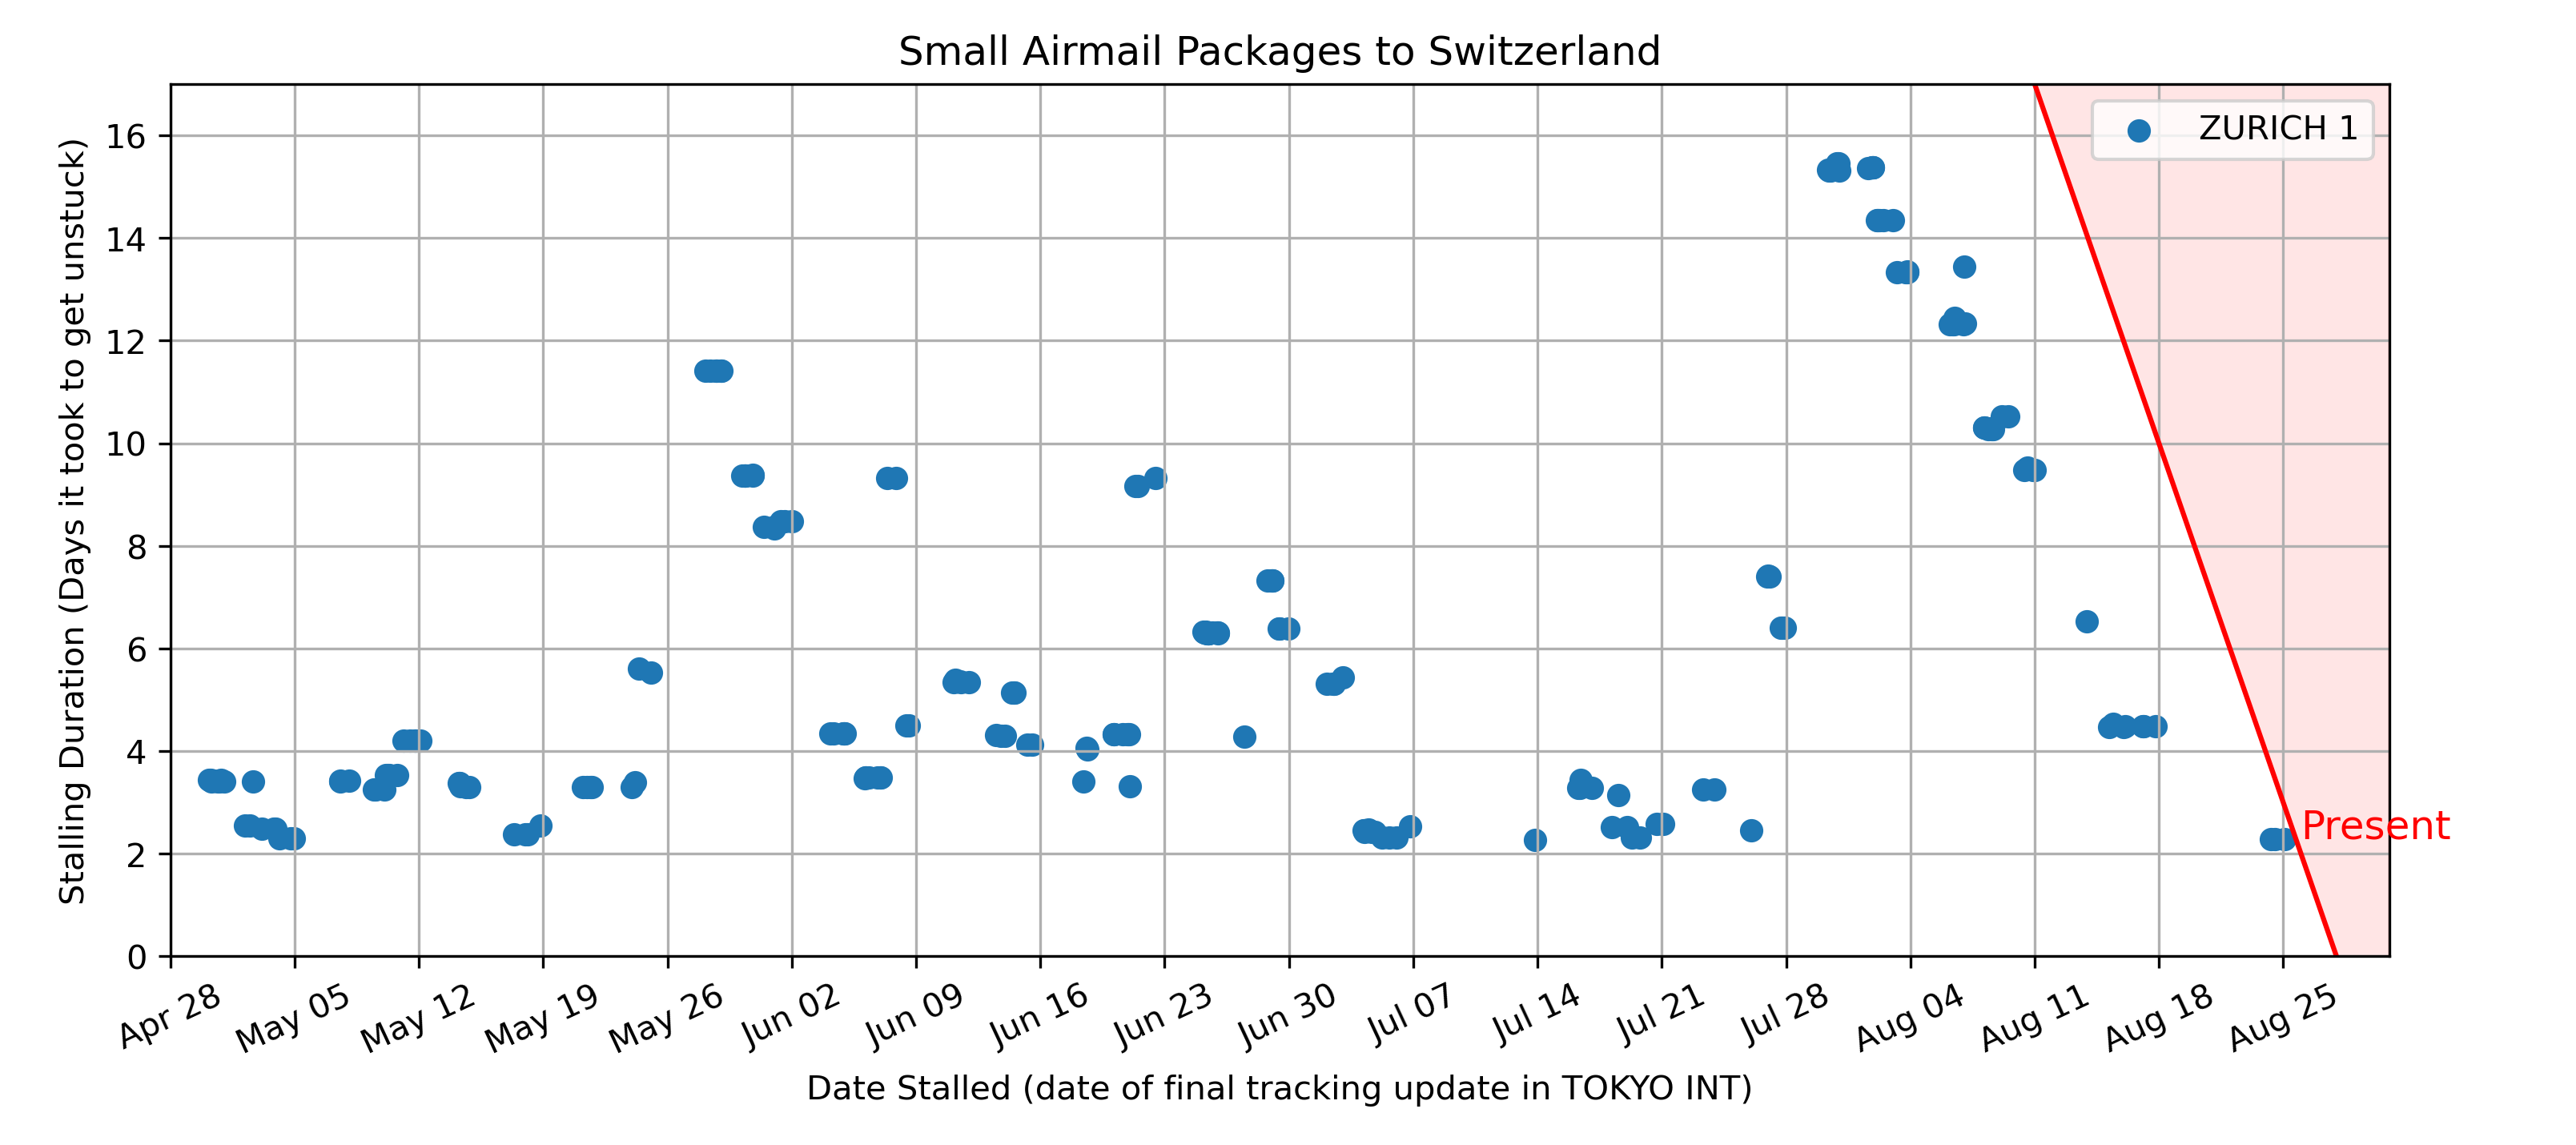 Small Airmail Packages to Switzerland
Stalling Duration (Days it took to get unstuck)
16
14
12
10
8
6
4
2
0
ZURICH 1
Present
Apr 28
May 05
May 12
May 19
May 26
Jun 02
Jun 09
Jun 16
Jun 23
Jun 30
Jul 07
Jul 14
Jul 21
Jul 28
Aug 04
Aug 11
Aug 18
Aug 25
Date Stalled (date of final tracking update in TOKYO INT)